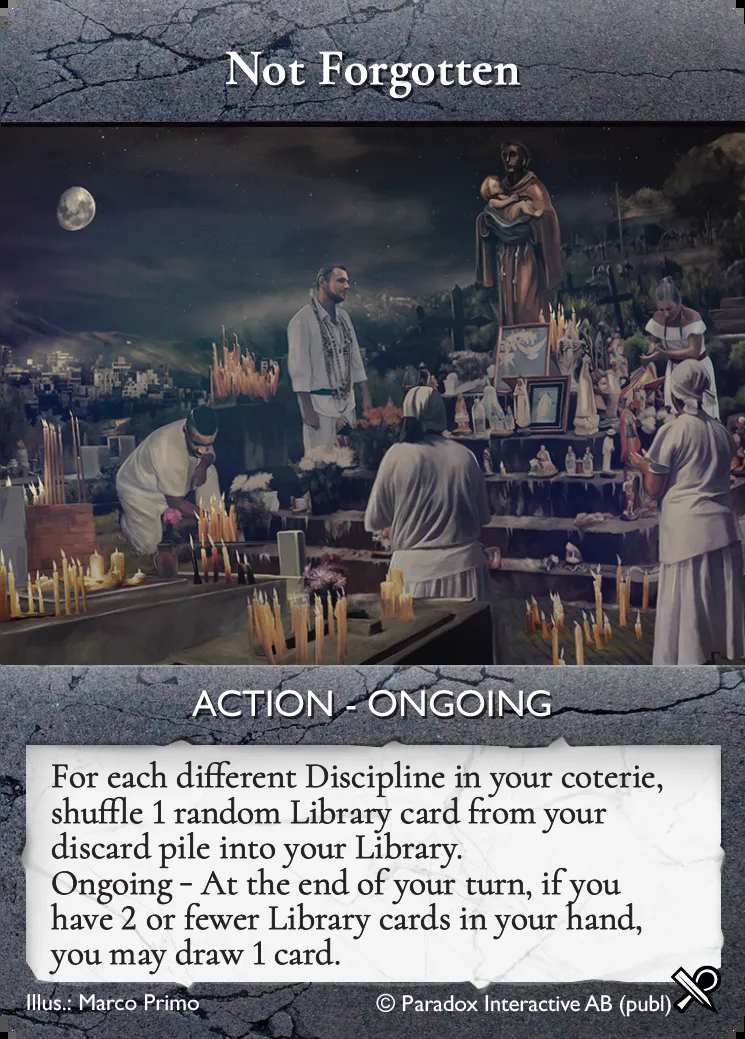 Not Forgotten
ACTION - ONGOING
For each different Discipline in your coterie,
shuffle 1 random Library card from your
discard pile into your Library.
Ongoing – At the end of your turn, if you
have 2 or fewer Library cards in your hand,
you may draw 1 card.
Illus.: Marco Primo
© Paradox Interactive AB (publ)